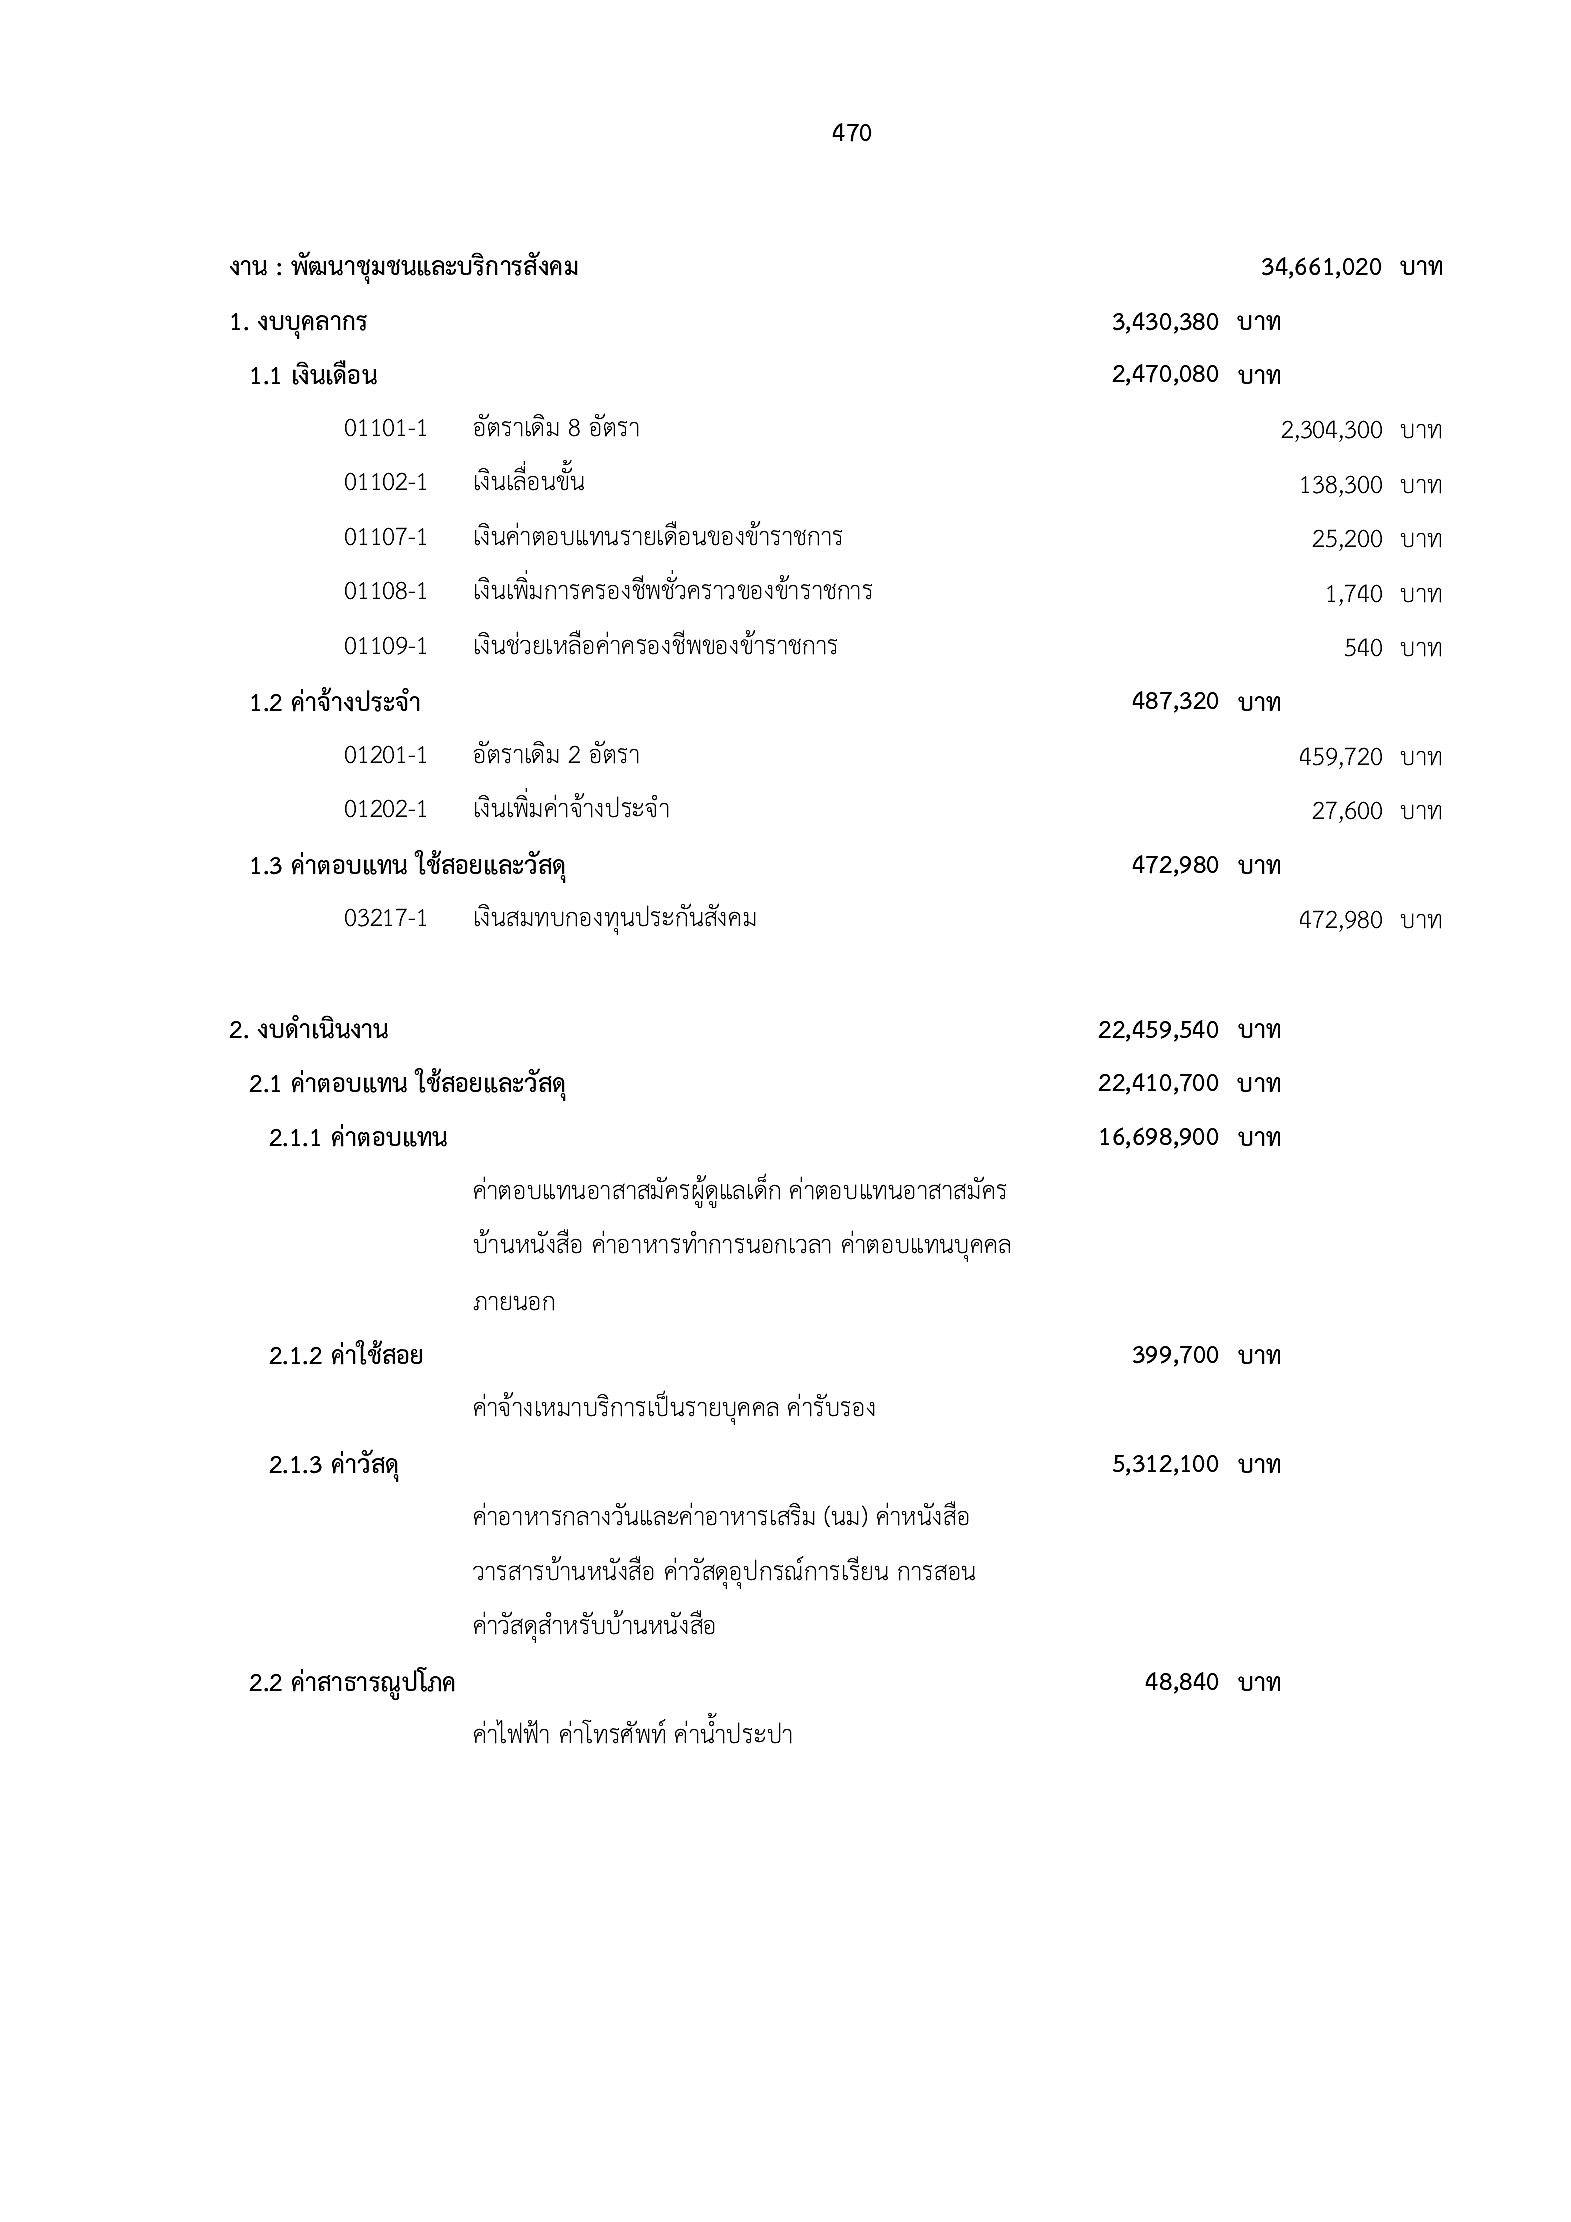 470
งาน : พัฒนาชุมชนและบริการสังคม 34,661,020 บาท
1. งบบุคลากร 3,430,380 บาท
1.1 เงินเดือน 2,470,080 บาท
01101-1 อัตราเดิม 8 อัตรา 2,304,300 บาท
01102-1 เงินเลื่อนขั้น 138,300 บาท
01107-1 เงินค่าตอบแทนรายเดือนของข้าราชการ 25,200 บาท
01108-1 เงินเพิ่มการครองชีพชั่วคราวของข้าราชการ 1,740 บาท
01109-1 เงินช่วยเหลือค่าครองชีพของข้าราชการ 540 บาท
1.2 ค่าจ้างประจำ 487,320 บาท
01201-1 อัตราเดิม 2 อัตรา 459,720 บาท
01202-1 เงินเพิ่มค่าจ้างประจำ 27,600 บาท
1.3 ค่าตอบแทน ใช้สอยและวัสดุ 472,980 บาท
03217-1 เงินสมทบกองทุนประกันสังคม 472,980 บาท
2. งบดำเนินงาน 22,459,540 บาท
2.1 ค่าตอบแทน ใช้สอยและวัสดุ 22,410,700 บาท
2.1.1 ค่าตอบแทน 16,698,900 บาท
ค่าตอบแทนอาสาสมัครผู้ดูแลเด็ก ค่าตอบแทนอาสาสมัคร
บ้านหนังสือ ค่าอาหารทำการนอกเวลา ค่าตอบแทนบุคคล
ภายนอก
2.1.2 ค่าใช้สอย 399,700 บาท
ค่าจ้างเหมาบริการเป็นรายบุคคล ค่ารับรอง
2.1.3 ค่าวัสดุ 5,312,100 บาท
ค่าอาหารกลางวันและค่าอาหารเสริม (นม) ค่าหนังสือ
วารสารบ้านหนังสือ ค่าวัสดุอุปกรณ์การเรียน การสอน
ค่าวัสดุสำหรับบ้านหนังสือ
2.2 ค่าสาธารณูปโภค 48,840 บาท
ค่าไฟฟ้า ค่าโทรศัพท์ ค่าน้ำประปา